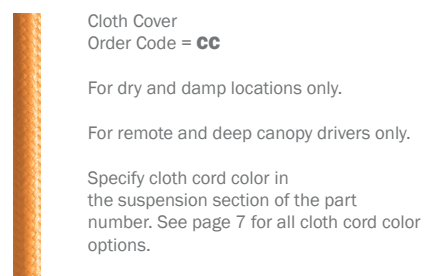 Cloth Cover
Order Code = CC
For dry and damp locations only.
For remote and deep canopy drivers only.
Specify cloth cord color in
the suspension section of the part
number. See page 7 for all cloth cord color
options.